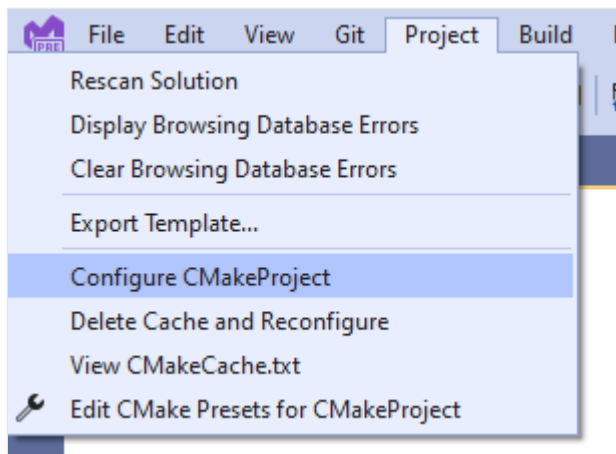 PRE File Edit View Git Project Build
Rescan Solution
Display Browsing Database Errors
Clear Browsing Database Errors
Export Template...
Configure CMakeProject
Delete Cache and Reconfigure
View CMakeCache.txt
Edit CMake Presets for CMakeProject